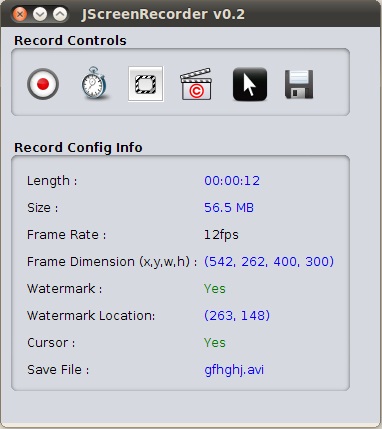 JScreenRecorder v0.2
Record Controls
C
Record Config Info
Length : 00:00:12
Size : 56.5 MB
Frame Rate : 12fps
Frame Dimension (x,y,w,h) : (542, 262, 400, 300)
Watermark : Yes
Watermark Location: (263, 148)
Cursor : Yes
Save File : gfhghj.avi